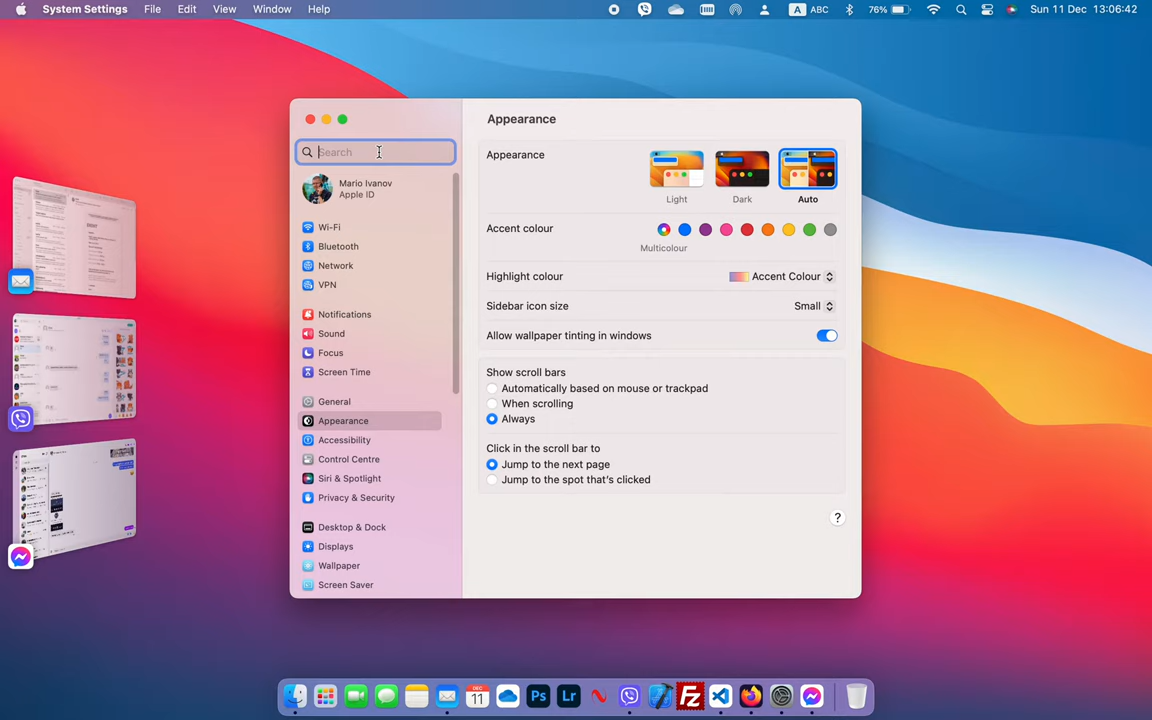 System Settings File Edit View Window Help A ABC 76% Sun 11 Dec 13:06:42
Search
Mario Ivanov
Apple ID
Wi-Fi
Bluetooth
Network
VPN
Notifications
Sound
Focus
Screen Time
General
Appearance
Accessibility
Control Centre
Siri & Spotlight
Privacy & Security
Desktop & Dock
Displays
Wallpaper
Screen Saver
Appearance
Appearance
Light Dark Auto
Accent colour
Multicolour
Highlight colour Accent Colour
Sidebar icon size Small
Allow wallpaper tinting in windows
Show scroll bars
Automatically based on mouse or trackpad
When scrolling
Always
Click in the scroll bar to
Jump to the next page
Jump to the spot that's clicked
?
DEC
11
Ps
Lr
FZ